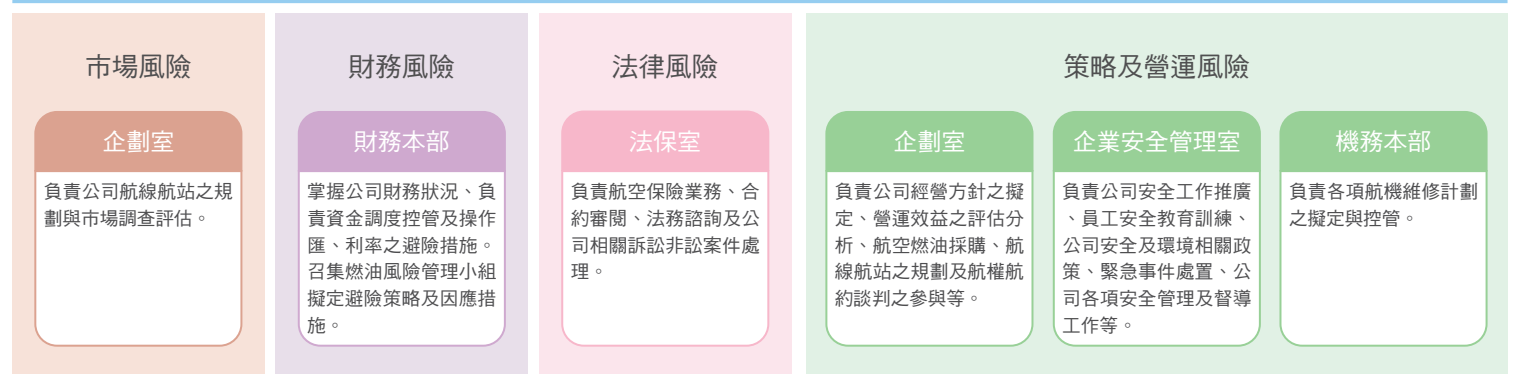 市場風險
企劃室
負責公司航線航站之規
劃與市場調查評估。
財務風險
財務本部
掌握公司財務狀況、負
責資金調度控管及操作
匯、利率之避險措施。
召集燃油風險管理小組
擬定避險策略及因應措
施。
法律風險
法保室
負責航空保險業務、合
約審閱、法務諮詢及公
司相關訴訟非訟案件處
理。
策略及營運風險
企劃室
負責公司經營方針之擬
定、營運效益之評估分
析、航空燃油採購、航
線航站之規劃及航權航
約談判之參與等。
企業安全管理室
負責公司安全工作推廣
、員工安全教育訓練、
公司安全及環境相關政
策、緊急事件處置、公
司各項安全管理及督導
工作等。
機務本部
負責各項航機維修計劃
之擬定與控管。